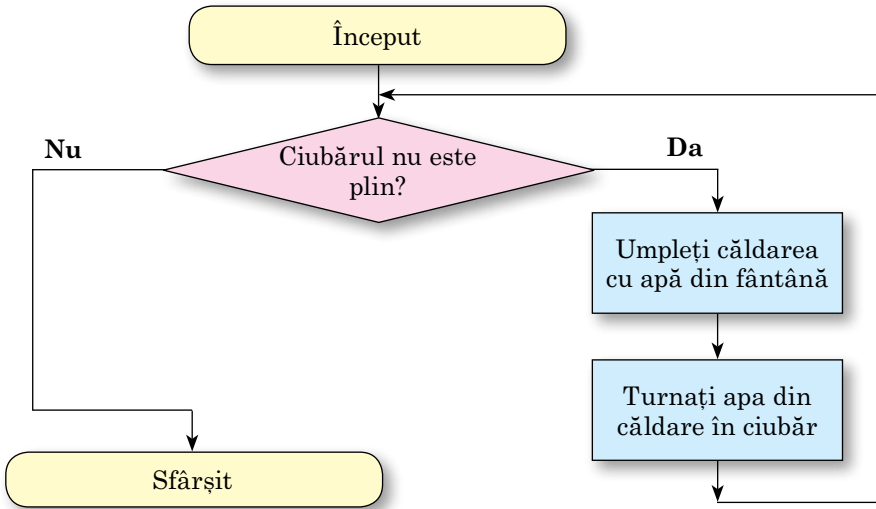 Început
Nu
Ciubărul nu este
plin?
Da
Umpleți căldarea
cu apă din fântână
Turnați apa din
căldare în ciubăr
Sfârșit